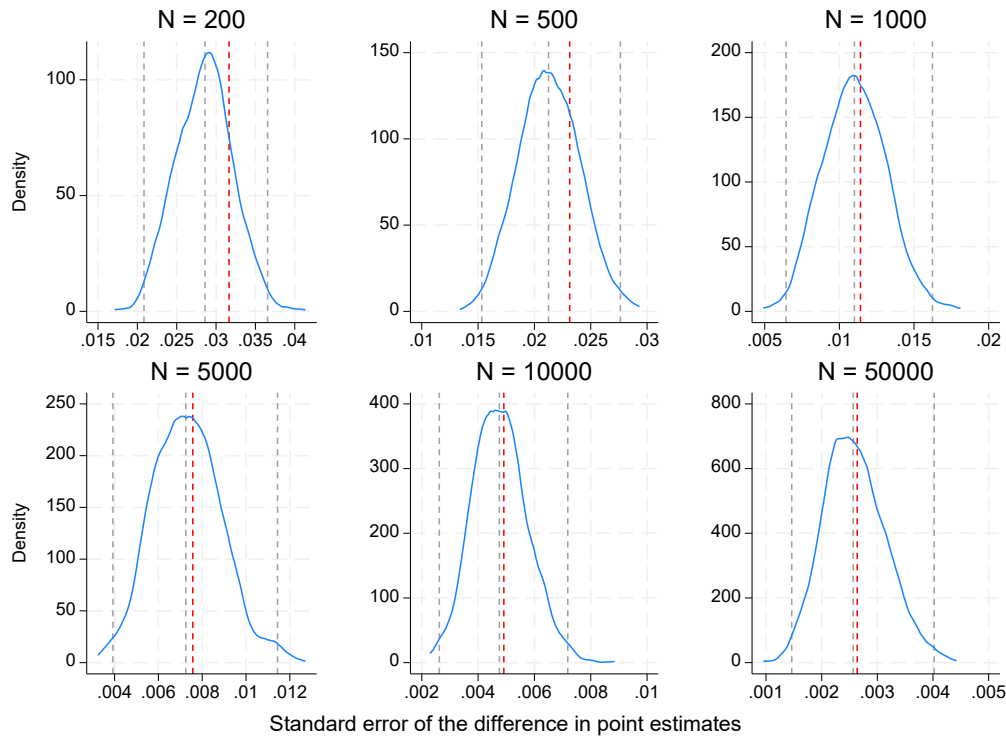 N = 200
N = 500
N = 1000
Density
100
50
0
.015 .02 .025 .03 .035 .04
150
100
50
0
.01 .015 .02 .025 .03
200
150
100
50
0
.005 .01 .015 .02
N = 5000
N = 10000
N = 50000
Density
250
200
150
100
50
0
.004 .006 .008 .01 .012
400
300
200
100
0
.002 .004 .006 .008 .01
800
600
400
200
0
.001 .002 .003 .004 .005
Standard error of the difference in point estimates